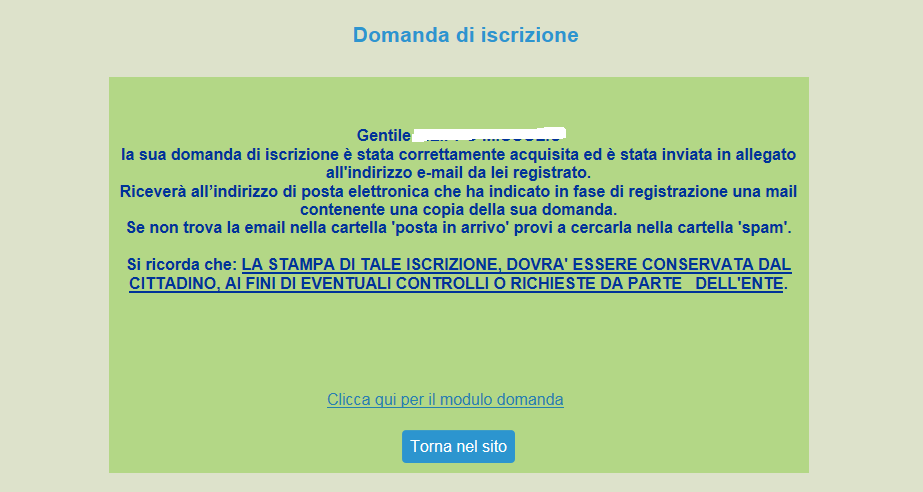 Domanda di iscrizione
Gentile
la sua domanda di iscrizione è stata correttamente acquisita ed è stata inviata in allegato
all'indirizzo e-mail da lei registrato.
Riceverà all’indirizzo di posta elettronica che ha indicato in fase di registrazione una mail
contenente una copia della sua domanda.
Se non trova la email nella cartella 'posta in arrivo' provi a cercarla nella cartella 'spam'.
Si ricorda che: LA STAMPA DI TALE ISCRIZIONE, DOVRA' ESSERE CONSERVATA DAL
CITTADINO, AI FINI DI EVENTUALI CONTROLLI O RICHIESTE DA PARTE DELL'ENTE.
Clicca qui per il modulo domanda
Torna nel sito